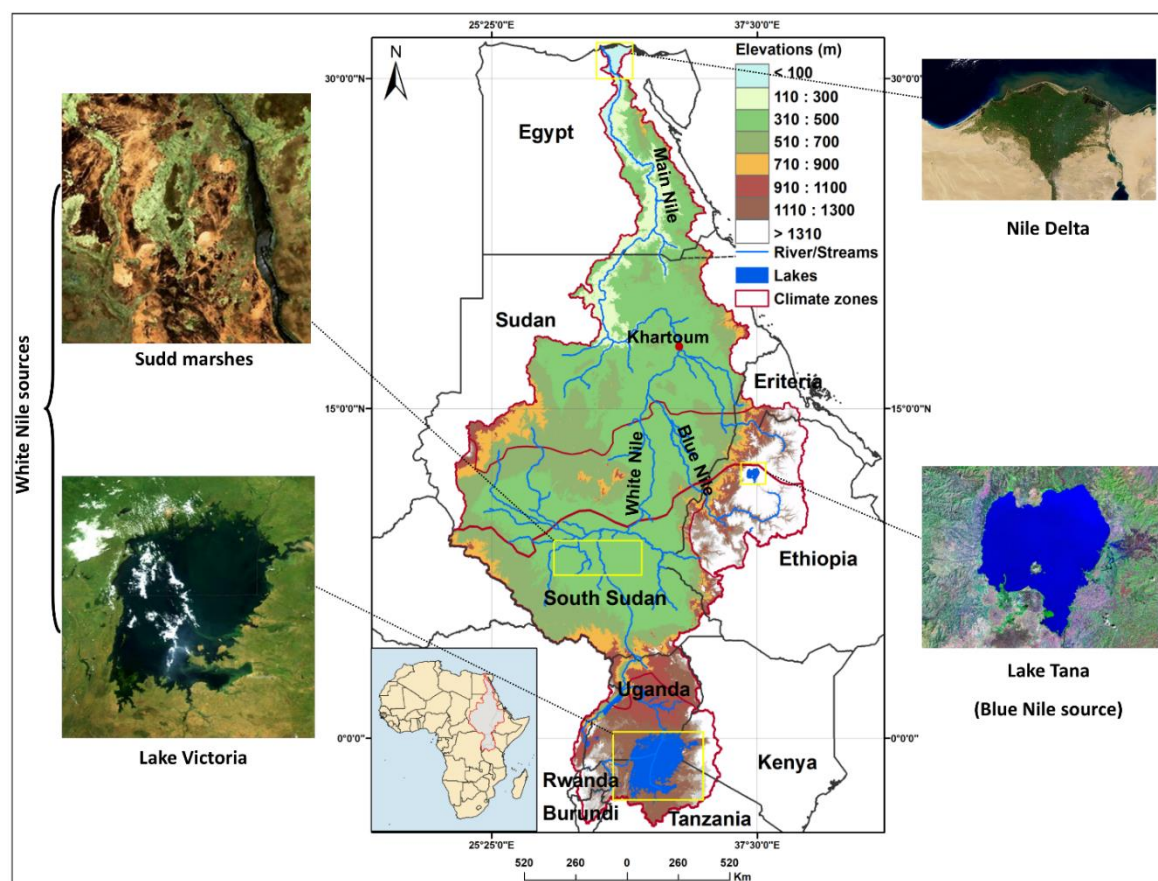 25°25'0"E
37°30'0"E
N
30°0'0"N
30°0'0"N
Elevations (m)
< 100
110 : 300
310 : 500
510 : 700
710 : 900
910 : 1100
1110 : 1300
> 1310
River/Streams
Lakes
Climate zones
Egypt
Main Nile
Nile Delta
White Nile sources
Sudd marshes
Sudan
Khartoum
Eriteria
15°0'0"N
15°0'0"N
White Nile
Blue Nile
Ethiopia
South Sudan
Lake Tana
(Blue Nile source)
Uganda
0°0'0"
0°0'0"
Lake Victoria
Kenya
Rwanda
Burundi
Tanzania
25°25'0"E
37°30'0"E
520 260 0 260 520
Km